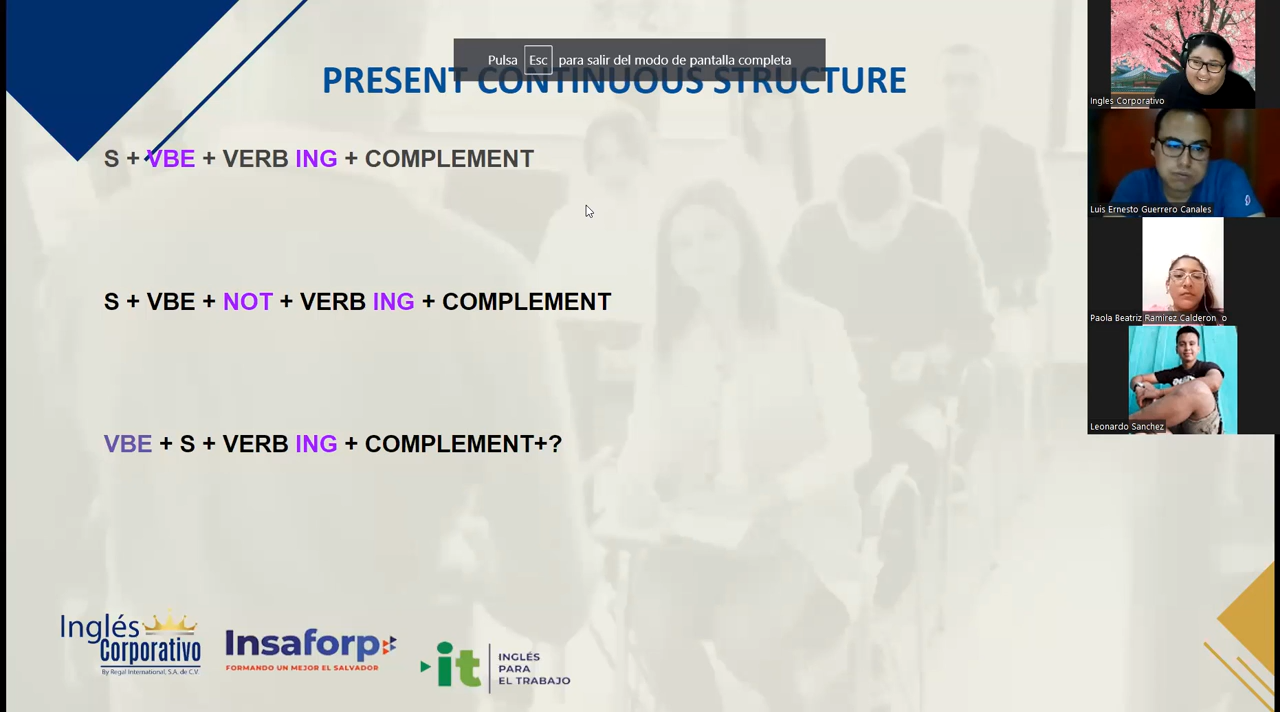 Pulsa Esc para salir del modo de pantalla completa
PRESENT CONTINUOUS STRUCTURE
S + VBE + VERB ING + COMPLEMENT
S + VBE + NOT + VERB ING + COMPLEMENT
VBE + S + VERB ING + COMPLEMENT+?
Inglés
Corporativo
By Regal International, S.A. de C.V.
Insaforp
FORMANDO UN MEJOR EL SALVADOR
it
INGLÉS
PARA
EL TRABAJO
Ingles Corporativo
Luis Ernesto Guerrero Canales
Paola Beatriz Ramirez Calderon_o
Leonardo Sanchez